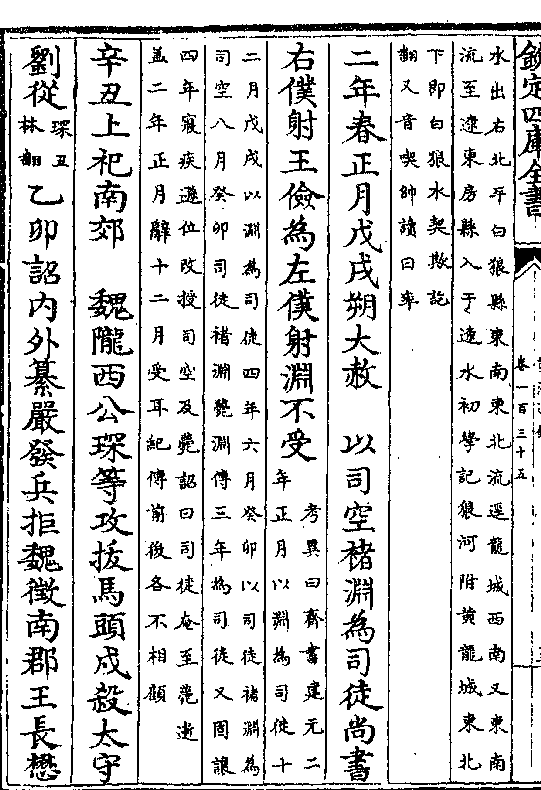 欽定四庫全書
卷一百三十五
水出右北平白狼縣東南東北流逕龍城西南又東南
流至遼東房縣入于遼水初學記狼河附黃龍城東北
下即白狼水契欺訖
翻又音喫帥讀曰率
二年春正月戊戌朔大赦　以司空褚淵為司徒尚書
右僕射王儉為左僕射淵不受
考異曰齊書建元二
年正月以淵為司徒十
二月戊戌以淵為司徒四年六月癸卯以司徒褚淵為
司空八月癸卯司徒褚淵薨淵傳三年為司徒又固讓
四年寢疾遜位改授司空及薨詔曰司徒奄至薨逝
盖二年正月辭十二月受耳紀傳前後各不相顧
辛丑上祀南郊　魏隴西公琛等攻拔馬頭戍殺太守
劉從
琛丑
林翻
乙卯詔内外纂嚴發兵拒魏徵南郡王長懋